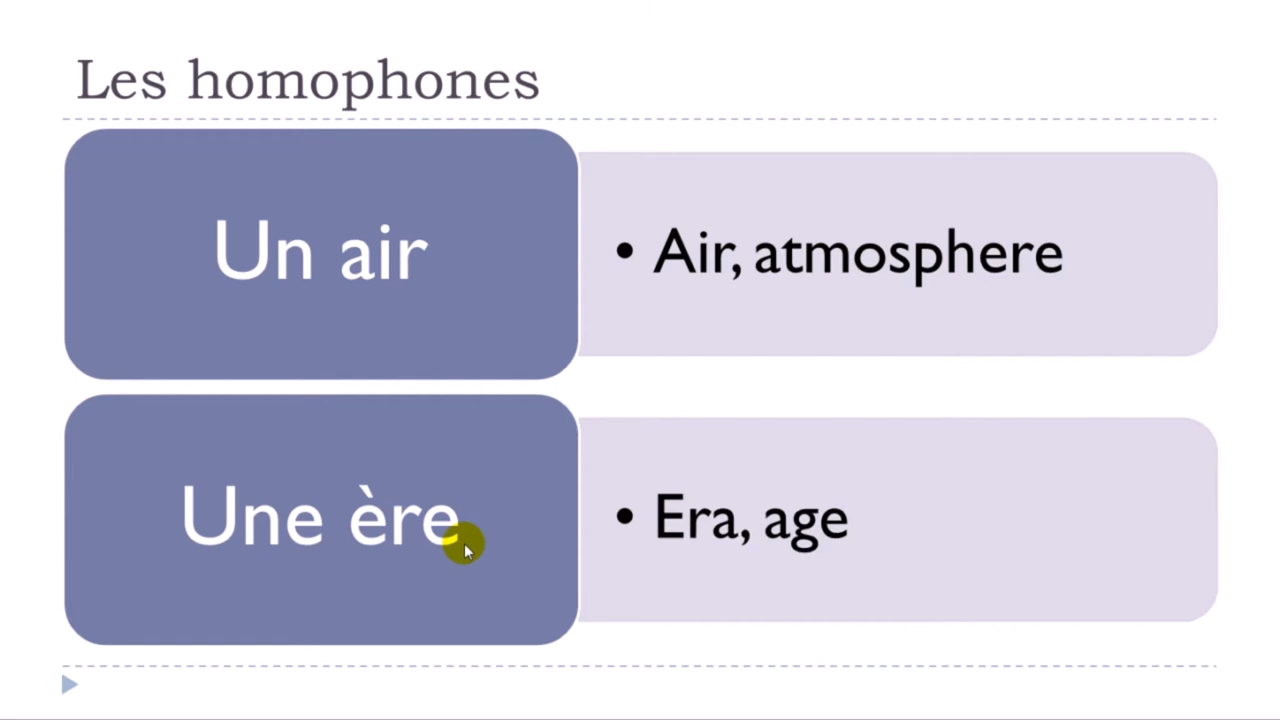 Les homophones
Un air
• Air, atmosphere
Une ère
• Era, age